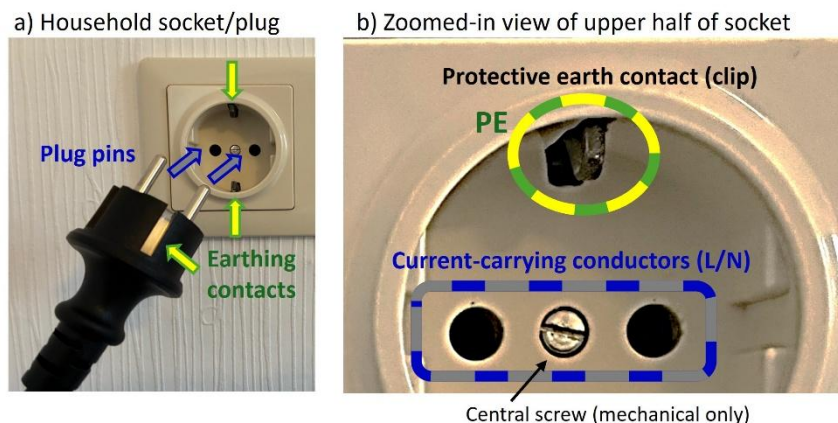 a) Household socket/plug
Plug pins
Earthing
contacts
b) Zoomed-in view of upper half of socket
Protective earth contact (clip)
PE
Current-carrying conductors (L/N)
Central screw (mechanical only)